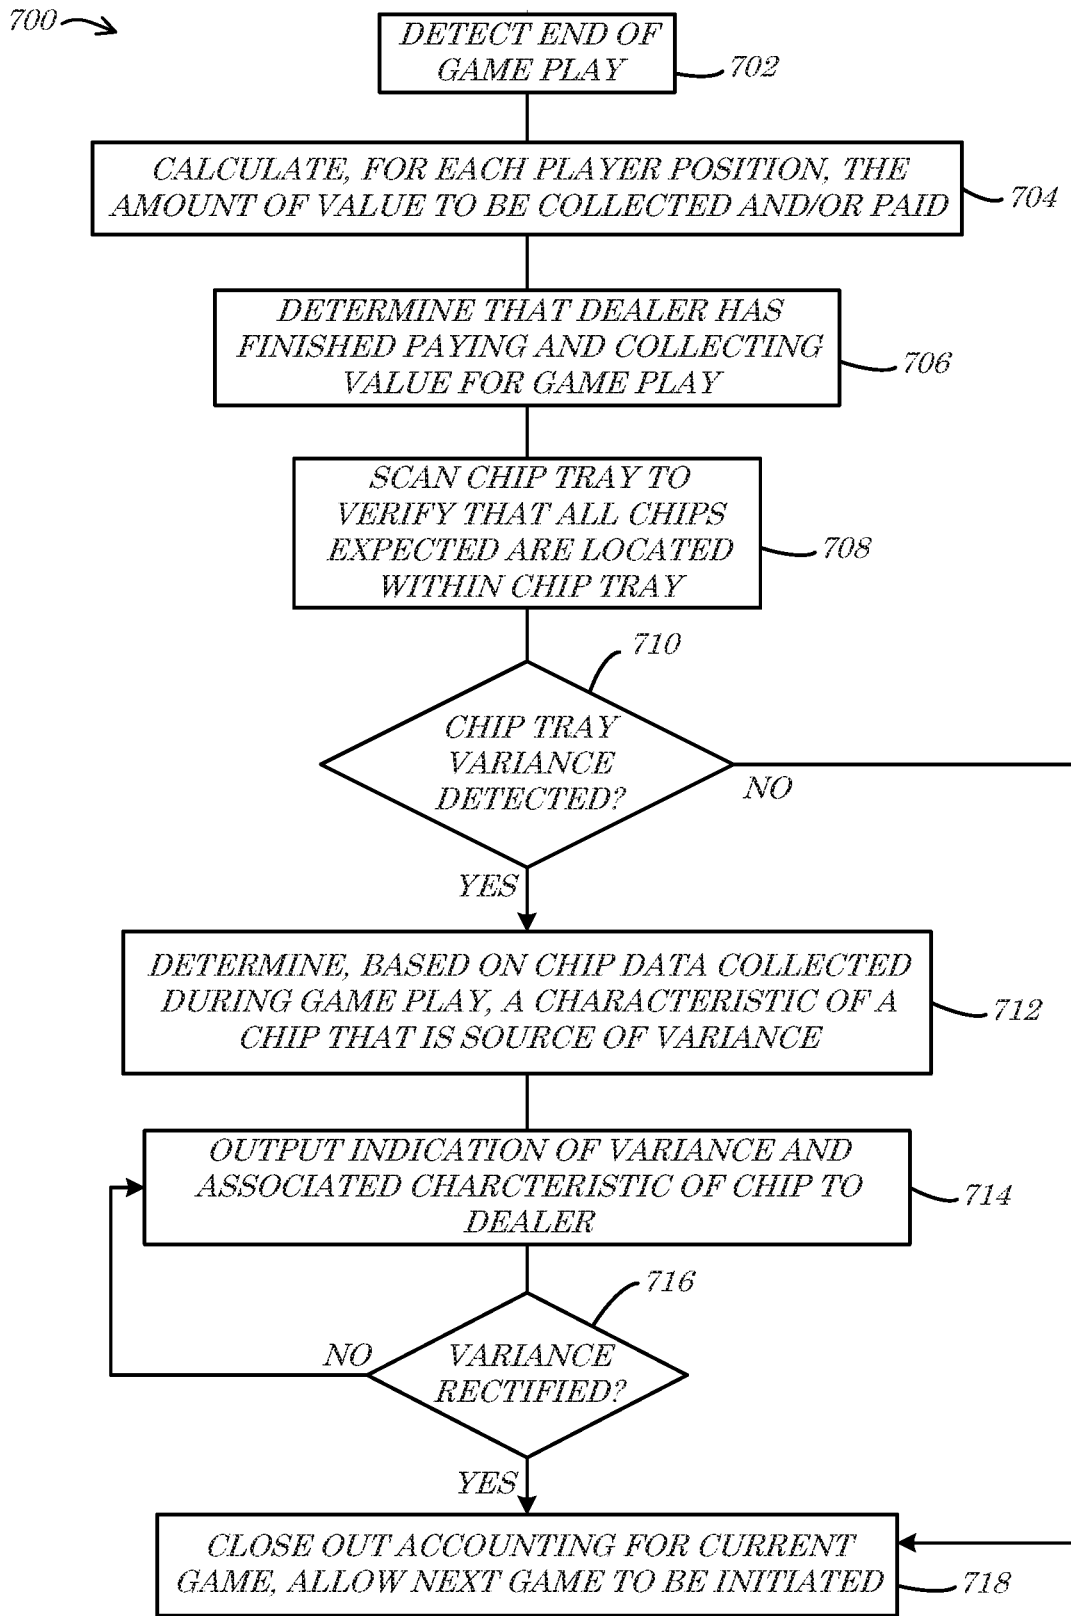 700
DETECT END OF
GAME PLAY
702
CALCULATE, FOR EACH PLAYER POSITION, THE
AMOUNT OF VALUE TO BE COLLECTED AND/OR PAID
704
DETERMINE THAT DEALER HAS
FINISHED PAYING AND COLLECTING
VALUE FOR GAME PLAY
706
SCAN CHIP TRAY TO
VERIFY THAT ALL CHIPS
EXPECTED ARE LOCATED
WITHIN CHIP TRAY
708
710
CHIP TRAY
VARIANCE
DETECTED?
NO
YES
DETERMINE, BASED ON CHIP DATA COLLECTED
DURING GAME PLAY, A CHARACTERISTIC OF A
CHIP THAT IS SOURCE OF VARIANCE
712
OUTPUT INDICATION OF VARIANCE AND
ASSOCIATED CHARCTERISTIC OF CHIP TO
DEALER
714
716
NO
VARIANCE
RECTIFIED?
YES
CLOSE OUT ACCOUNTING FOR CURRENT
GAME, ALLOW NEXT GAME TO BE INITIATED
718